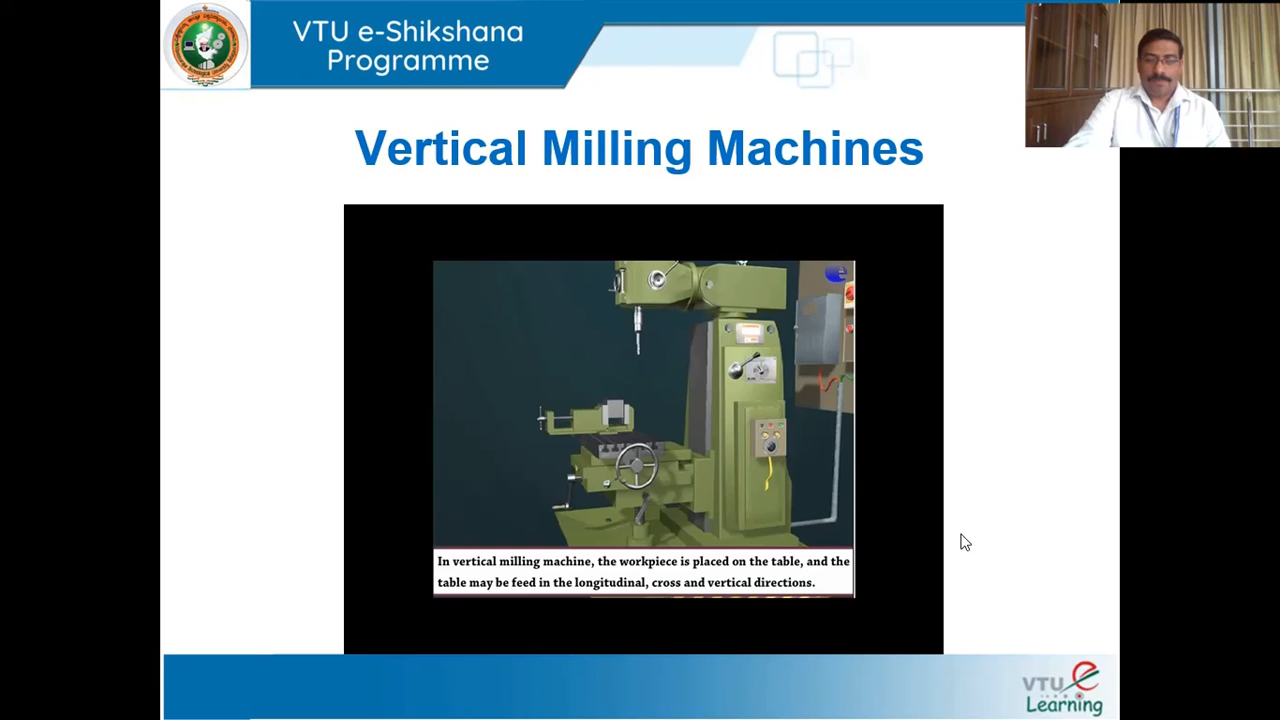 VTU e-Shikshana
Programme
Vertical Milling Machines
In vertical milling machine, the workpiece is placed on the table, and the
table may be feed in the longitudinal, cross and vertical directions.
VTU e
Learning